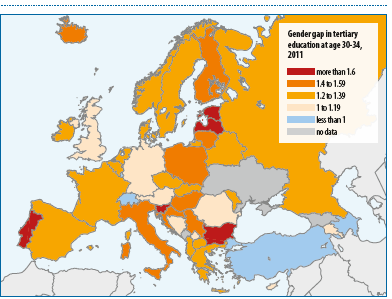 Gender gap in tertiary
education at age 30-34,
2011
more than 1.6
1.4 to 1.59
1.2 to 1.39
1 to 1.19
less than 1
no data